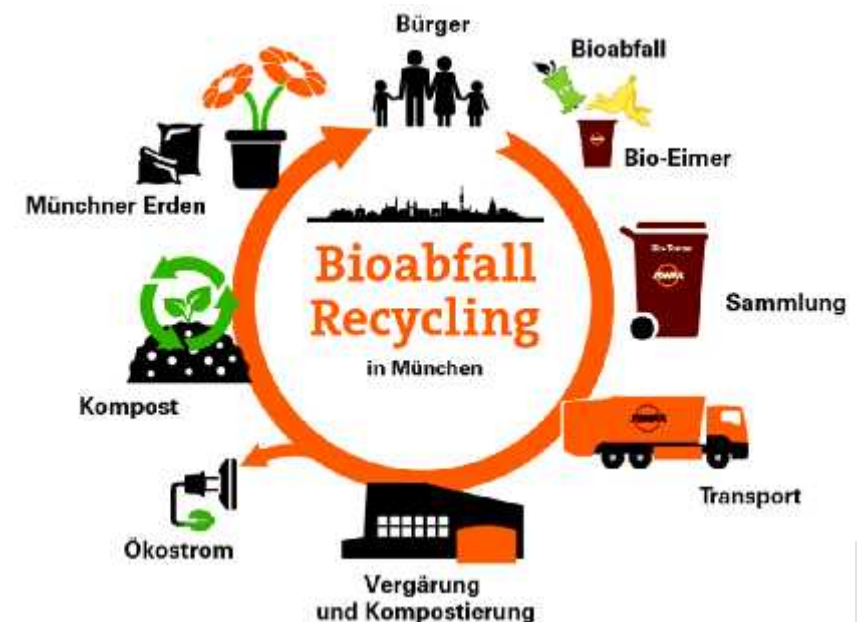 Bürger
Bioabfall
Bio-Eimer
Sammlung
Transport
Vergärung
und Kompostierung
Ökostrom
Kompost
Münchner Erden
Bioabfall
Recycling
in München